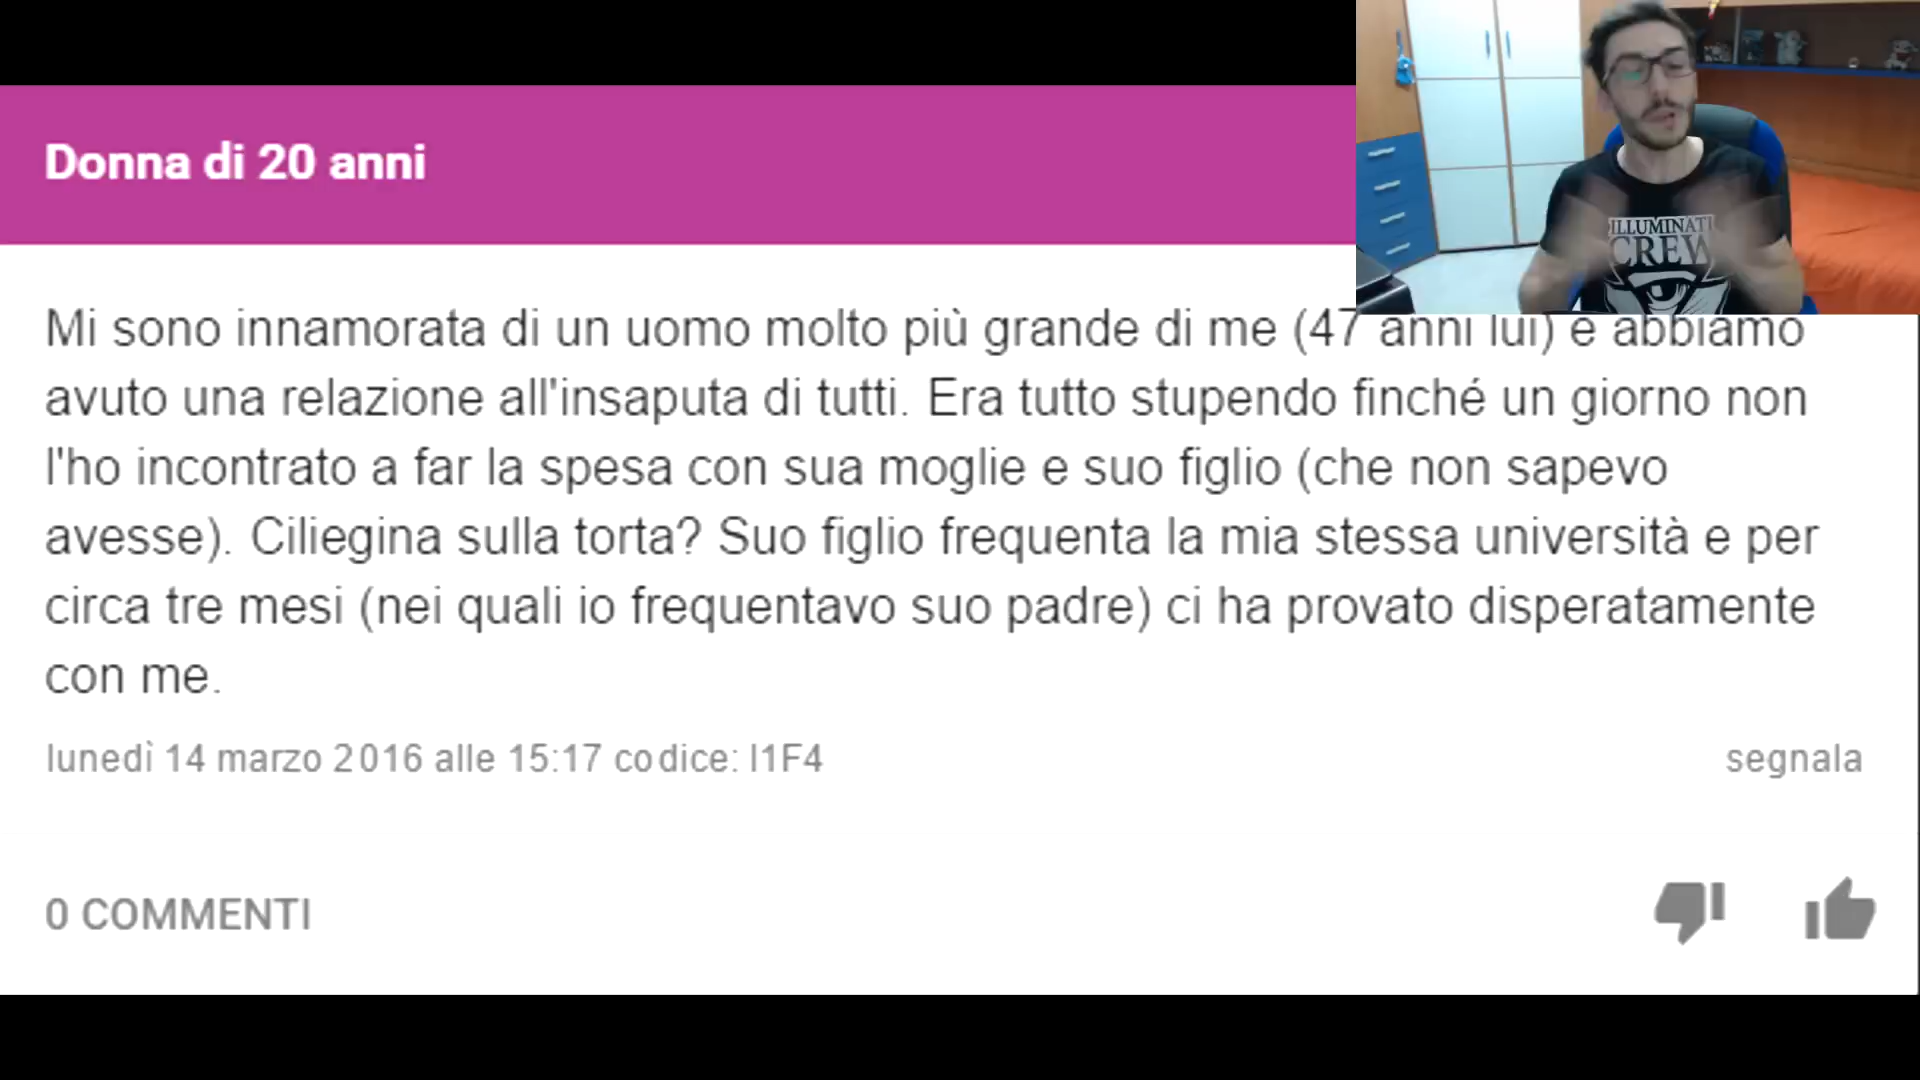 Donna di 20 anni
ILLUMINATI
CREW
Mi sono innamorata di un uomo molto più grande di me (47 anni lui) e abbiamo
avuto una relazione all'insaputa di tutti. Era tutto stupendo finché un giorno non
l'ho incontrato a far la spesa con sua moglie e suo figlio (che non sapevo
avesse). Ciliegina sulla torta? Suo figlio frequenta la mia stessa università e per
circa tre mesi (nei quali io frequentavo suo padre) ci ha provato disperatamente
con me.
lunedì 14 marzo 2016 alle 15:17 codice: I1F4
segnala
0 COMMENTI